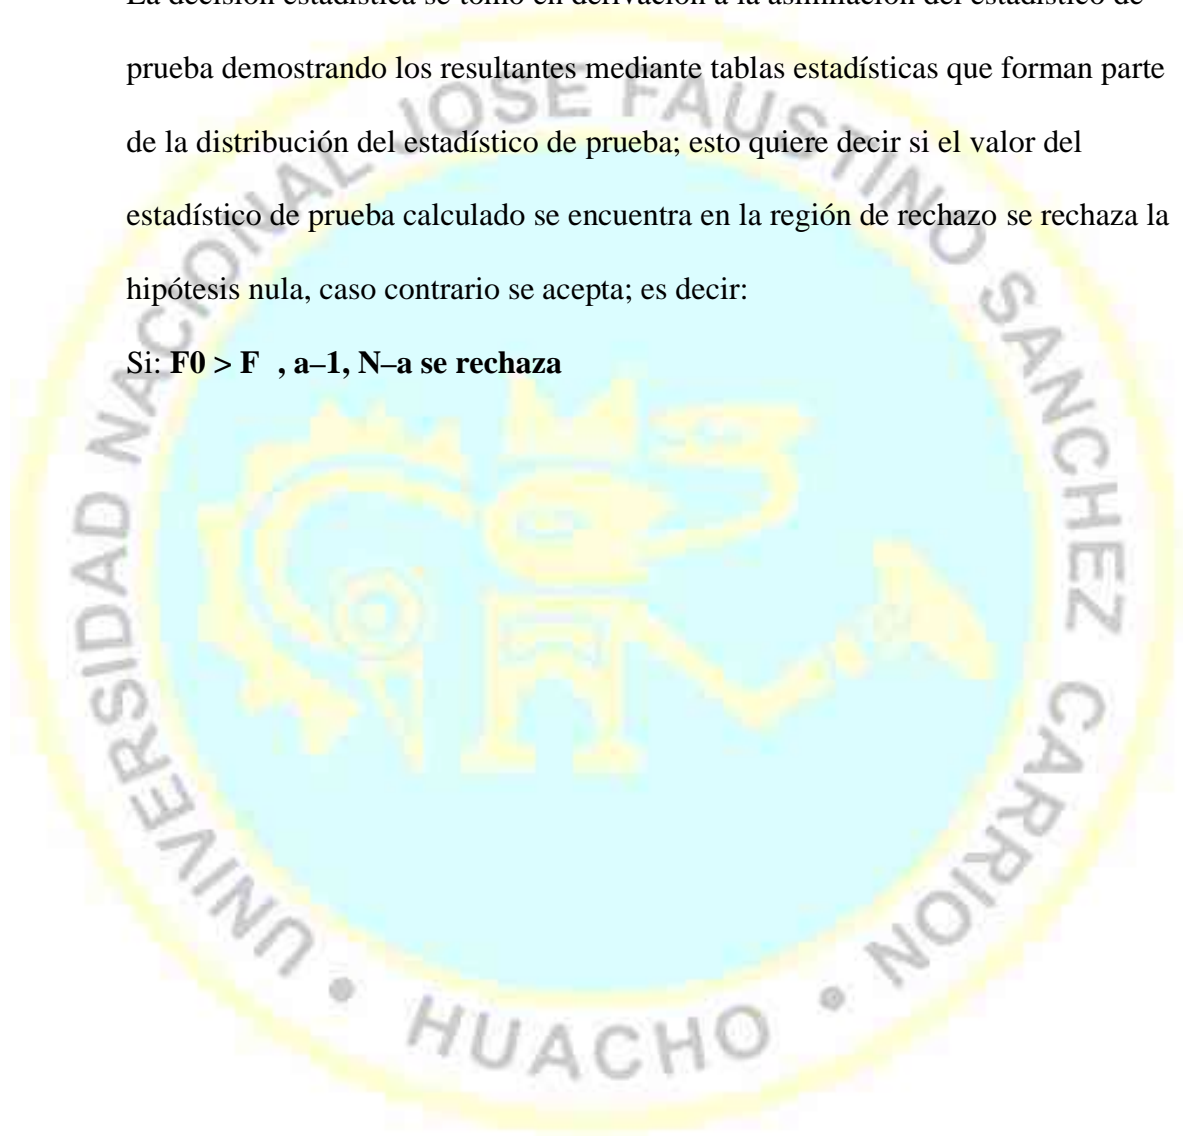 La decisión estadística se tomó en derivación a la asimilación del estadístico de
prueba demostrando los resultantes mediante tablas estadísticas que forman parte
de la distribución del estadístico de prueba; esto quiere decir si el valor del
estadístico de prueba calculado se encuentra en la región de rechazo se rechaza la
hipótesis nula, caso contrario se acepta; es decir:
Si: F0 > F , a–1, N–a se rechaza
UNIVERSIDAD NACIONAL JOSE FAUSTINO SANCHEZ CARRION
• HUACHO •